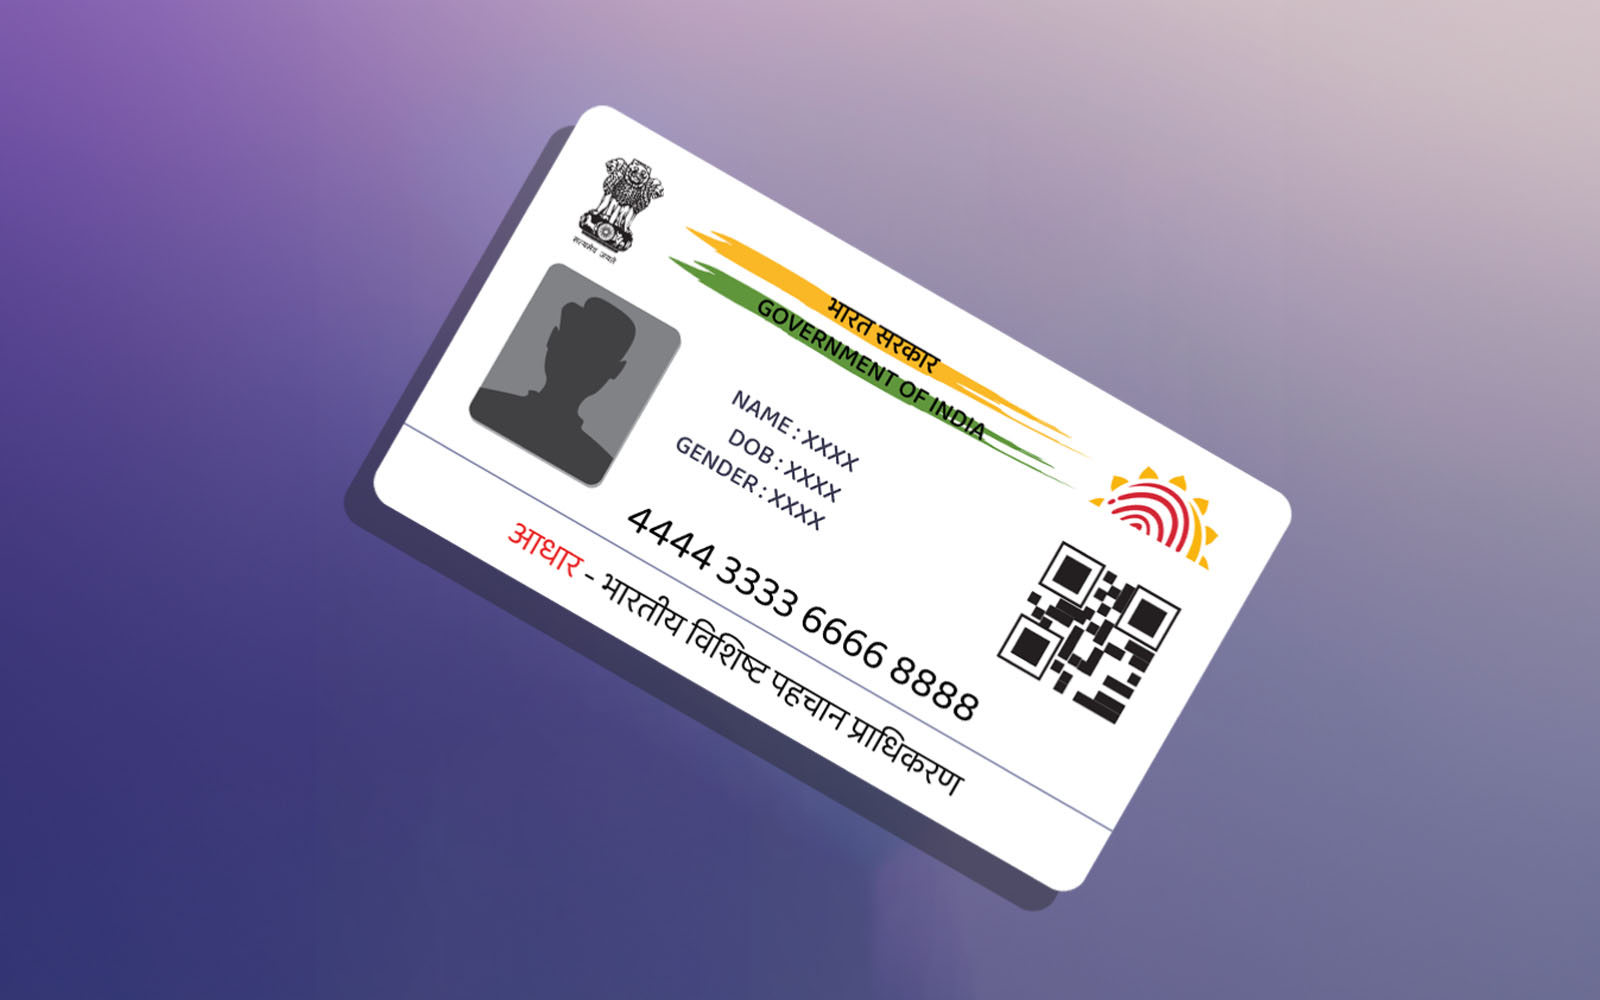 सत्यमेव जयते
भारत सरकार
GOVERNMENT OF INDIA
NAME : XXXX
DOB : XXXX
GENDER : XXXX
4444 3333 6666 8888
आधार - भारतीय विशिष्ट पहचान प्राधिकरण